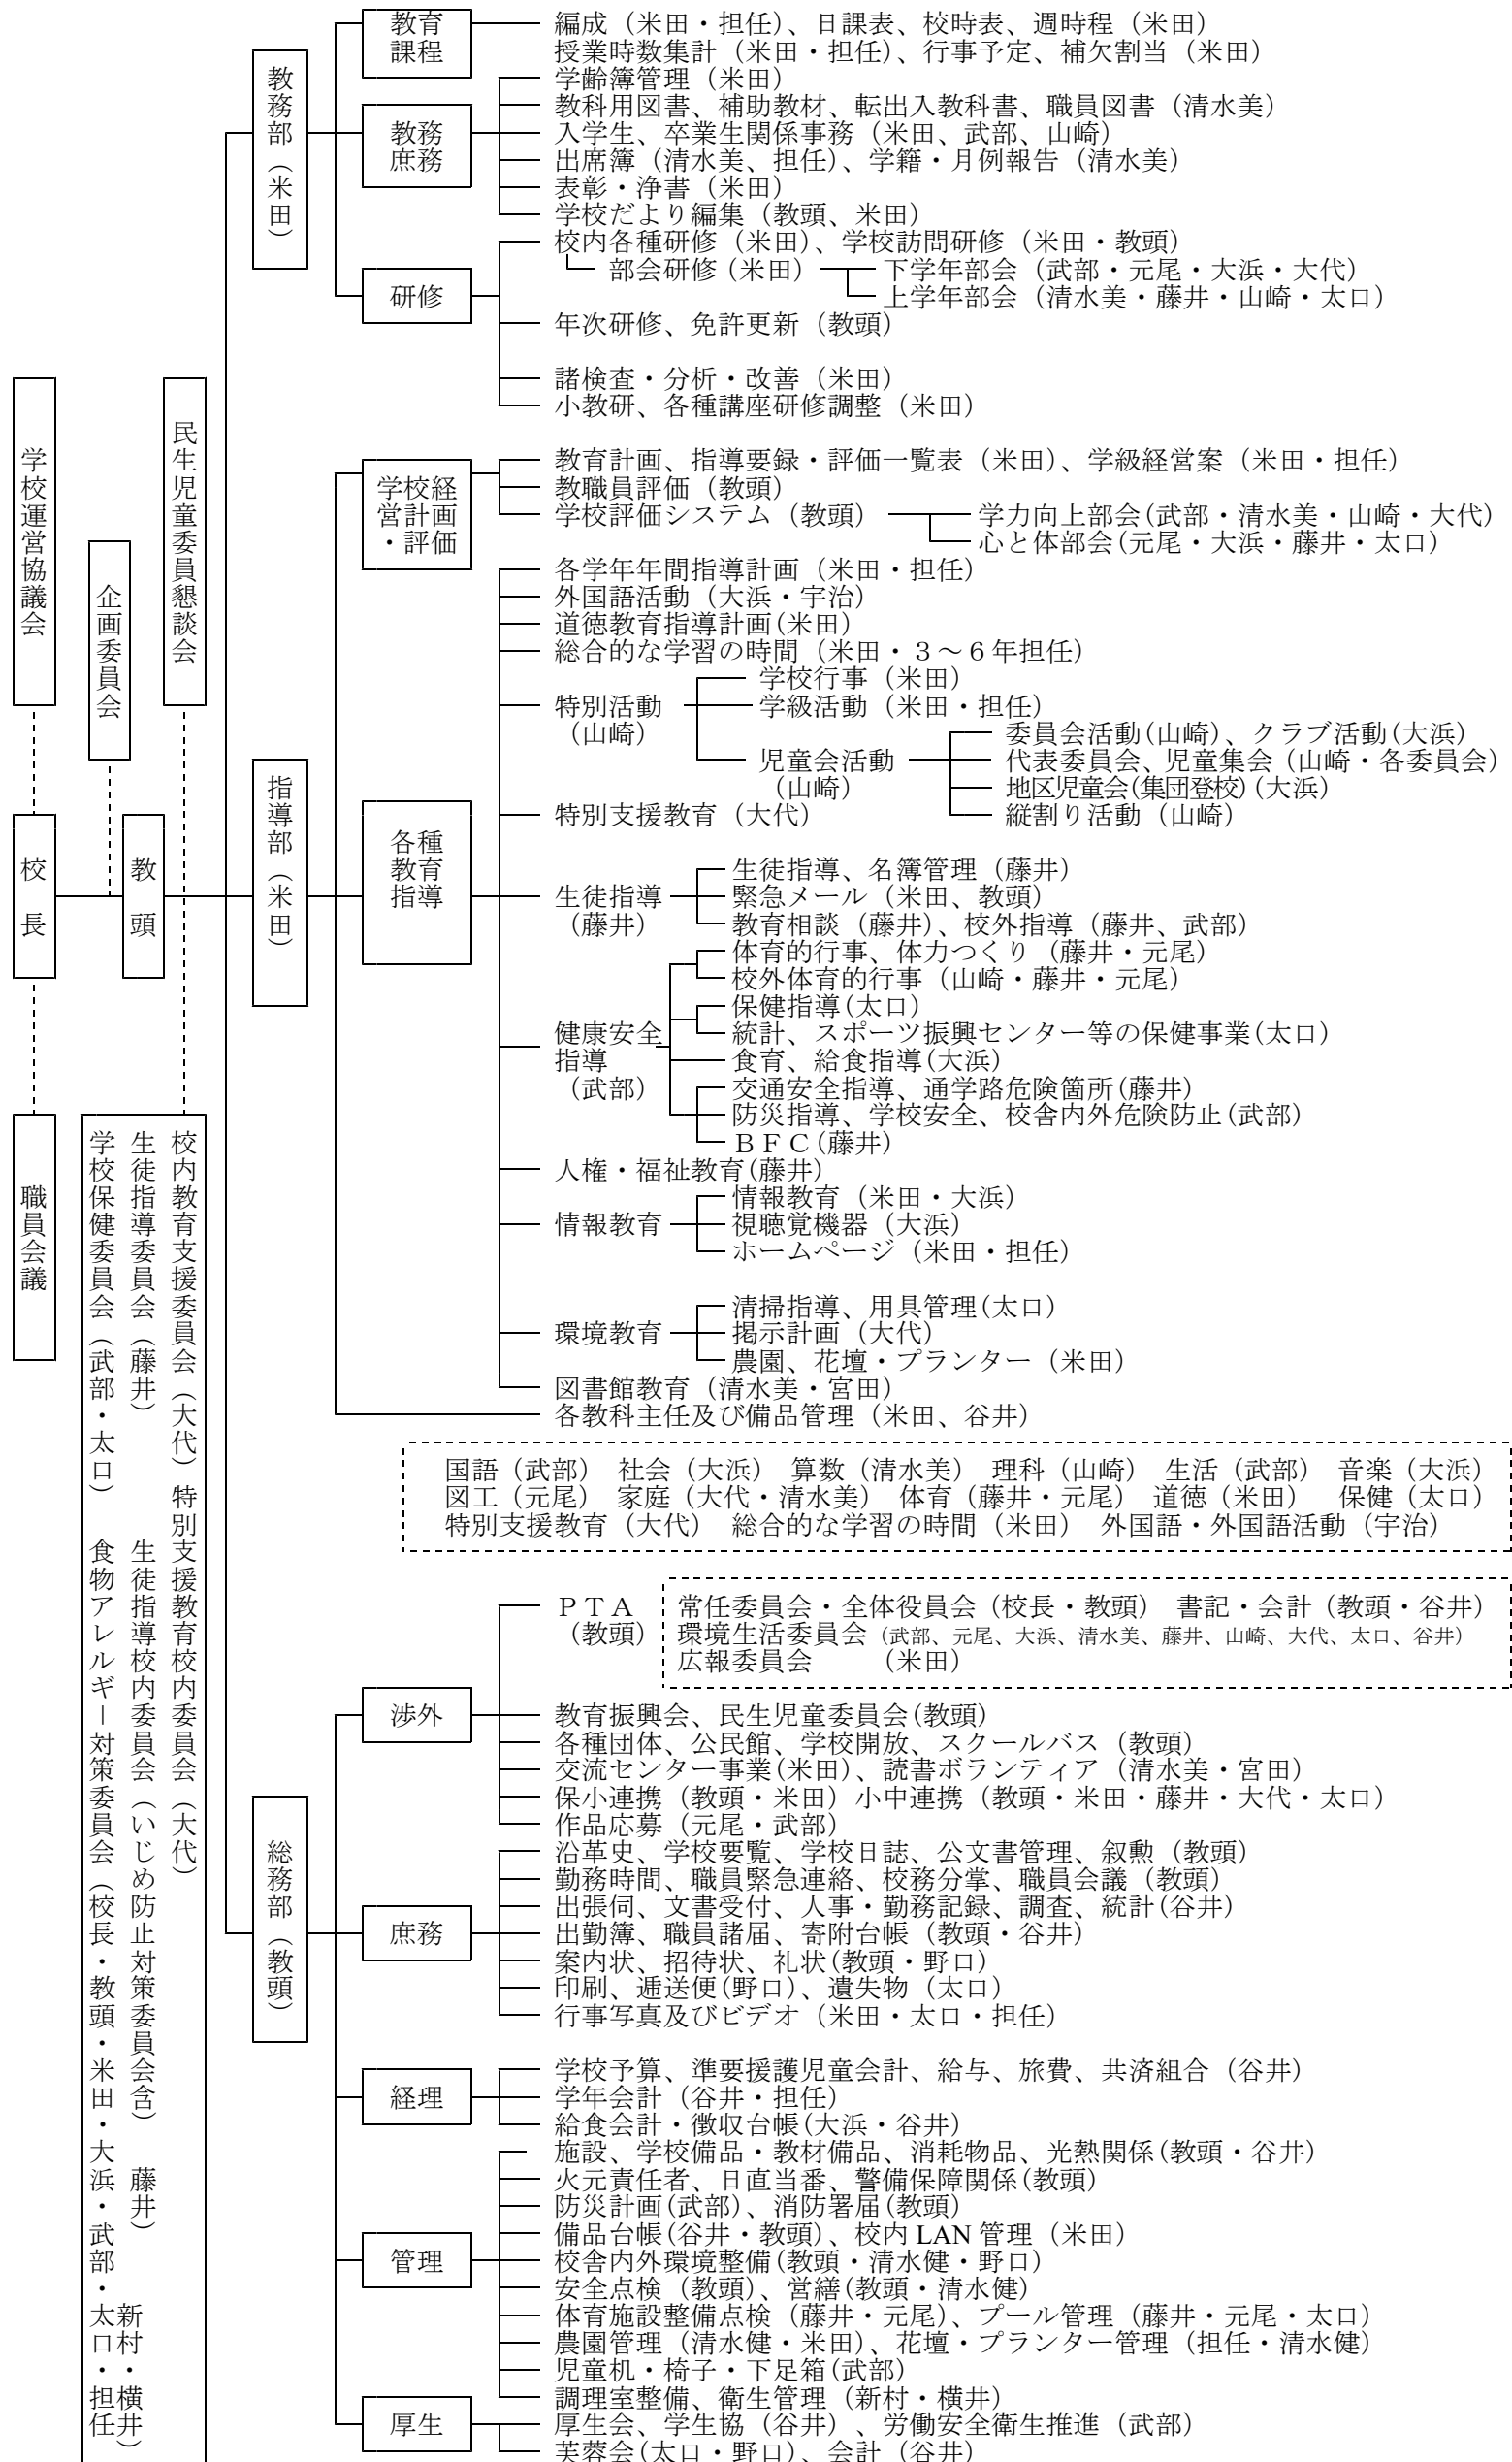 学校運営協議会
校長
職員会議
企画委員会
教頭
民生児童委員懇談会
校内教育支援委員会（大代）特別支援教育校内委員会（大代）
生徒指導委員会（藤井）　生徒指導校内委員会（いじめ防止対策委員会含）　藤井）
学校保健委員会（武部・太口）　食物アレルギー対策委員会（校長・教頭・米田・大浜・武部・太口・担任
新村・横井）
教務部（米田）
教育
課程
編成（米田・担任）、日課表、校時表、週時程（米田）
授業時数集計（米田・担任）、行事予定、補欠割当（米田）
教務
庶務
学齢簿管理（米田）
教科用図書、補助教材、転出入教科書、職員図書（清水美）
入学生、卒業生関係事務（米田、武部、山崎）
出席簿（清水美、担任）、学籍・月例報告（清水美）
表彰・浄書（米田）
学校だより編集（教頭、米田）
研修
校内各種研修（米田）、学校訪問研修（米田・教頭）
部会研修（米田）
下学年部会（武部・元尾・大浜・大代）
上学年部会（清水美・藤井・山崎・太口）
年次研修、免許更新（教頭）
諸検査・分析・改善（米田）
小教研、各種講座研修調整（米田）
指導部（米田）
学校経
営計画
・評価
教育計画、指導要録・評価一覧表（米田）、学級経営案（米田・担任）
教職員評価（教頭）
学校評価システム（教頭）
学力向上部会(武部・清水美・山崎・大代)
心と体部会(元尾・大浜・藤井・太口)
各種
教育
指導
各学年年間指導計画（米田・担任）
外国語活動（大浜・宇治）
道徳教育指導計画(米田)
総合的な学習の時間（米田・３～６年担任）
特別活動
（山崎）
学校行事（米田）
学級活動（米田・担任）
児童会活動
（山崎）
委員会活動(山崎)、クラブ活動(大浜)
代表委員会、児童集会（山崎・各委員会）
地区児童会(集団登校)(大浜)
縦割り活動（山崎）
特別支援教育（大代）
生徒指導
（藤井）
生徒指導、名簿管理（藤井）
緊急メール（米田、教頭）
教育相談（藤井）、校外指導（藤井、武部）
健康安全
指導
（武部）
体育的行事、体力つくり（藤井・元尾）
校外体育的行事（山崎・藤井・元尾）
保健指導(太口)
統計、スポーツ振興センター等の保健事業(太口)
食育、給食指導(大浜)
交通安全指導、通学路危険箇所(藤井)
防災指導、学校安全、校舎内外危険防止(武部)
ＢＦＣ(藤井)
人権・福祉教育(藤井)
情報教育
情報教育（米田・大浜）
視聴覚機器（大浜）
ホームページ（米田・担任）
環境教育
清掃指導、用具管理(太口)
掲示計画（大代）
農園、花壇・プランター（米田）
図書館教育（清水美・宮田）
各教科主任及び備品管理（米田、谷井）
国語（武部）　社会（大浜）　算数（清水美）　理科（山崎）　生活（武部）　音楽（大浜）
図工（元尾）　家庭（大代・清水美）　体育（藤井・元尾）　道徳（米田）　保健（太口）
特別支援教育（大代）　総合的な学習の時間（米田）　外国語・外国語活動（宇治）
総務部（教頭）
渉外
ＰＴＡ
（教頭）
常任委員会・全体役員会（校長・教頭）　書記・会計（教頭・谷井）
環境生活委員会（武部、元尾、大浜、清水美、藤井、山崎、大代、太口、谷井）
広報委員会　　（米田）
教育振興会、民生児童委員会(教頭)
各種団体、公民館、学校開放、スクールバス（教頭）
交流センター事業(米田)、読書ボランティア（清水美・宮田）
保小連携（教頭・米田）小中連携（教頭・米田・藤井・大代・太口）
作品応募（元尾・武部）
庶務
沿革史、学校要覧、学校日誌、公文書管理、叙勲（教頭）
勤務時間、職員緊急連絡、校務分掌、職員会議（教頭）
出張伺、文書受付、人事・勤務記録、調査、統計(谷井)
出勤簿、職員諸届、寄附台帳（教頭・谷井）
案内状、招待状、礼状(教頭・野口)
印刷、逓送便(野口)、遺失物（太口）
行事写真及びビデオ（米田・太口・担任）
経理
学校予算、準要援護児童会計、給与、旅費、共済組合（谷井）
学年会計（谷井・担任）
給食会計・徴収台帳(大浜・谷井)
管理
施設、学校備品・教材備品、消耗物品、光熱関係(教頭・谷井)
火元責任者、日直当番、警備保障関係(教頭)
防災計画(武部)、消防署届(教頭)
備品台帳(谷井・教頭)、校内 LAN 管理（米田）
校舎内外環境整備(教頭・清水健・野口)
安全点検（教頭）、営繕(教頭・清水健)
体育施設整備点検（藤井・元尾）、プール管理（藤井・元尾・太口）
農園管理（清水健・米田）、花壇・プランター管理（担任・清水健）
児童机・椅子・下足箱(武部)
調理室整備、衛生管理（新村・横井）
厚生
厚生会、学生協（谷井）、労働安全衛生推進（武部）
芙蓉会(太口・野口)、会計（谷井）